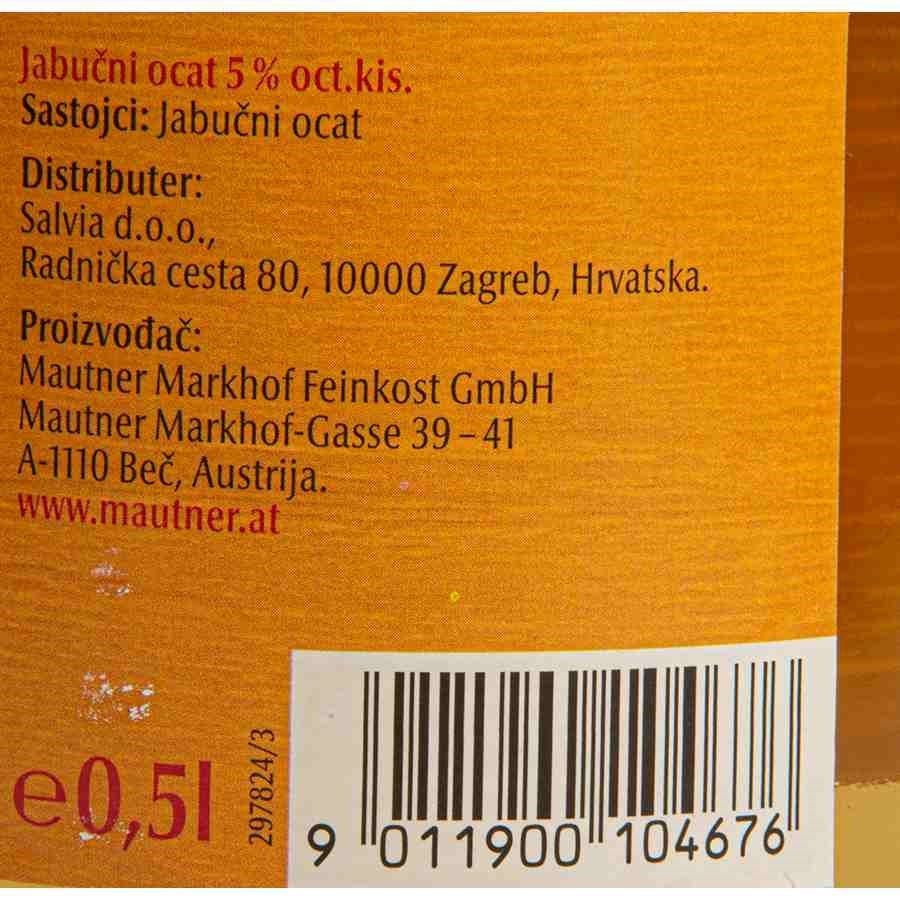 Jabučni ocat 5 % oct.kis.
Sastojci: Jabučni ocat
Distributer:
Salvia d.o.o.,
Radnička cesta 80, 10000 Zagreb, Hrvatska.
Proizvođač:
Mautner Markhof Feinkost GmbH
Mautner Markhof-Gasse 39 – 41
A-1110 Beč, Austrija.
www.mautner.at
℮0,5l
297824/3
9 011900 104676